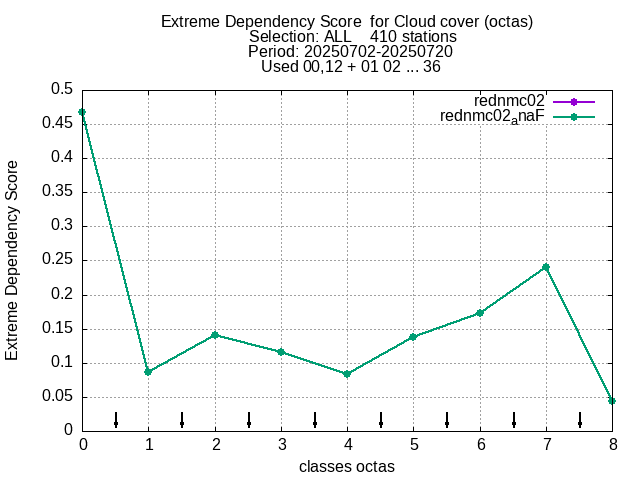 Extreme Dependency Score  for Cloud cover (octas)
Selection: ALL    410 stations
Period: 20250702-20250720
Used 00,12 + 01 02 ... 36
rednmc02
rednmc02anaF
Extreme Dependency Score
0.5
0.45
0.4
0.35
0.3
0.25
0.2
0.15
0.1
0.05
0
0 1 2 3 4 5 6 7 8
classes octas